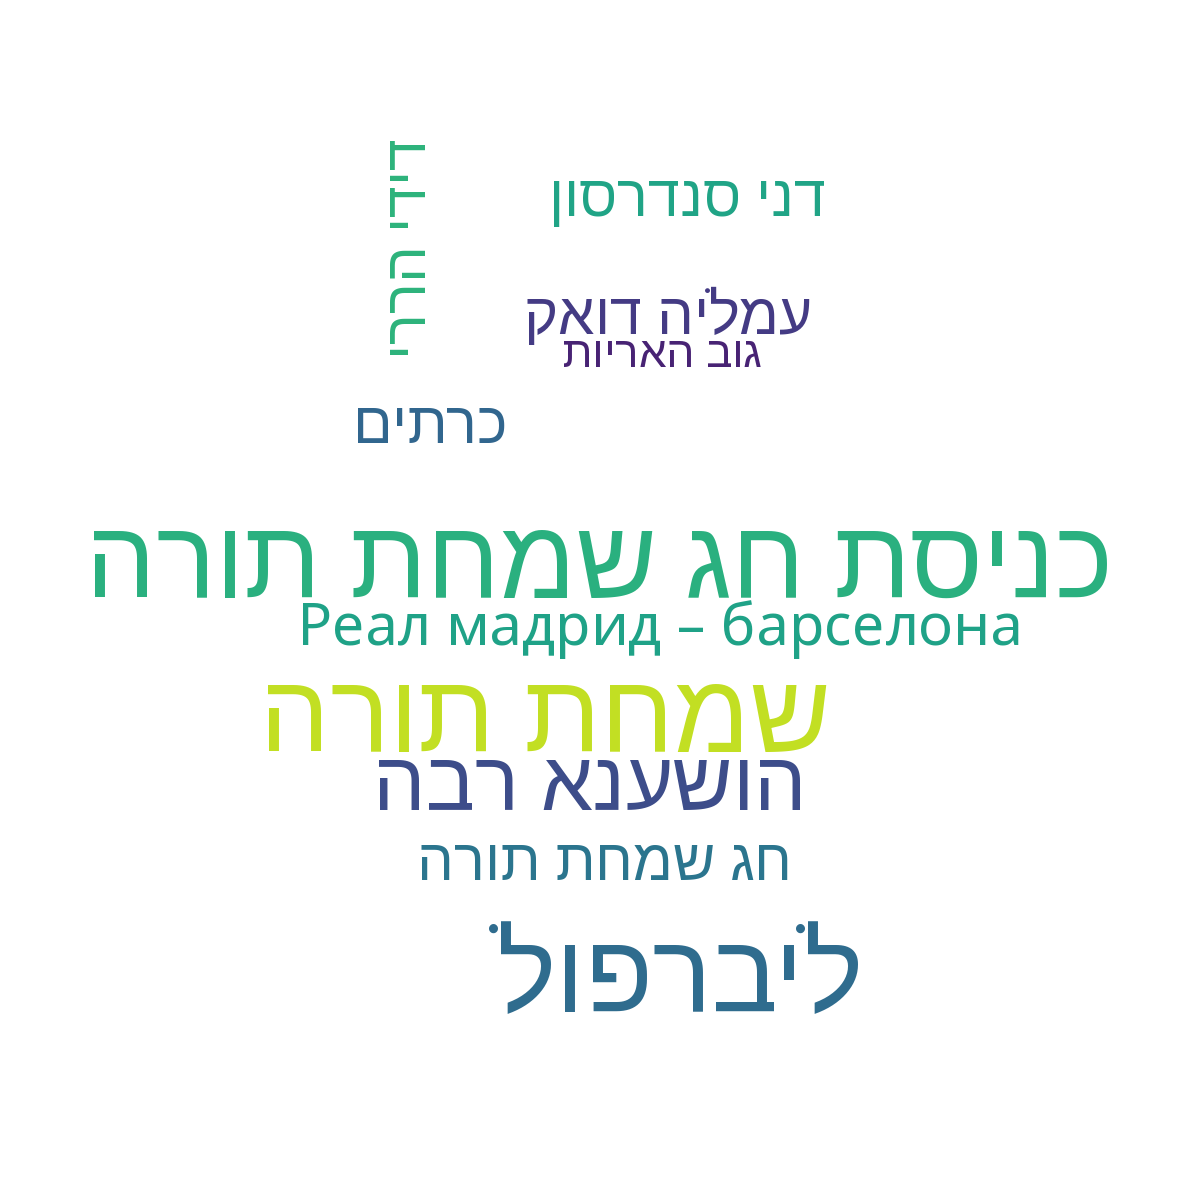 דידי הררי
דני סנדרסון
עמליה דואק
גוב האריות
כרתים
כניסת חג שמחת תורה
Реал мадрид – барселона
שמחת תורה
הושענא רבה
חג שמחת תורה
ליברפול